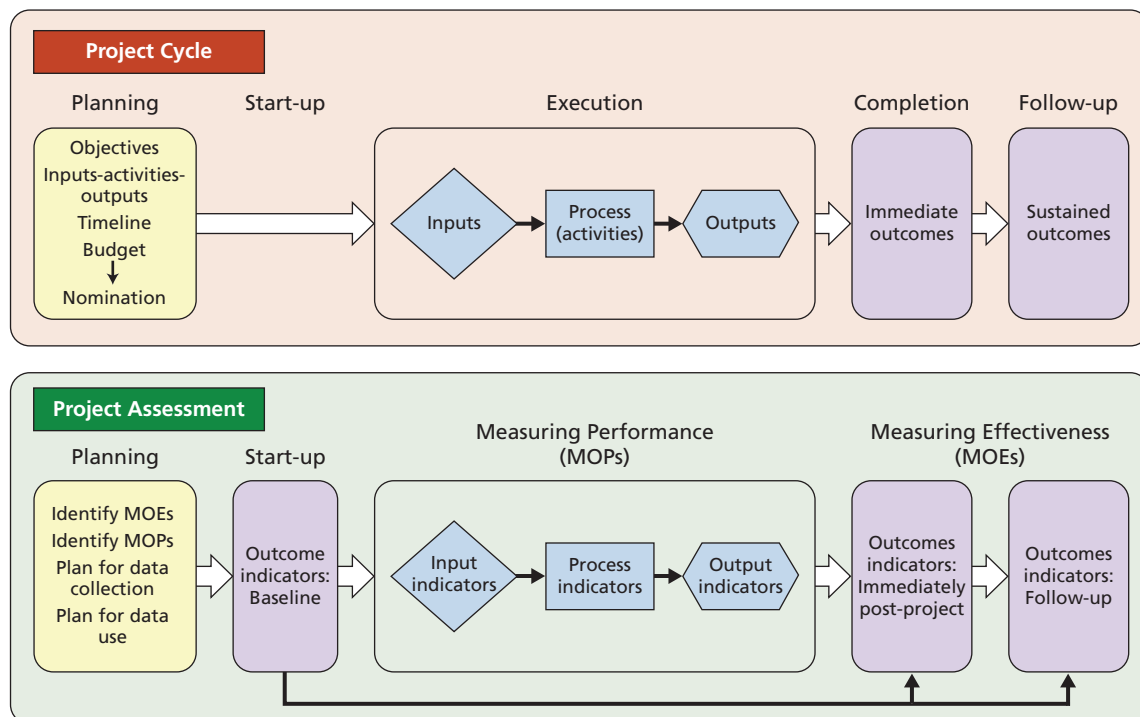 Project Cycle
Planning
Start-up
Execution
Completion
Follow-up
Objectives
Inputs-activities-
outputs
Timeline
Budget
Nomination
Inputs
Process
(activities)
Outputs
Immediate
outcomes
Sustained
outcomes
Project Assessment
Planning
Start-up
Measuring Performance
(MOPs)
Measuring Effectiveness
(MOEs)
Identify MOEs
Identify MOPs
Plan for data
collection
Plan for data
use
Outcome
indicators:
Baseline
Input
indicators
Process
indicators
Output
indicators
Outcomes
indicators:
Immediately
post-project
Outcomes
indicators:
Follow-up